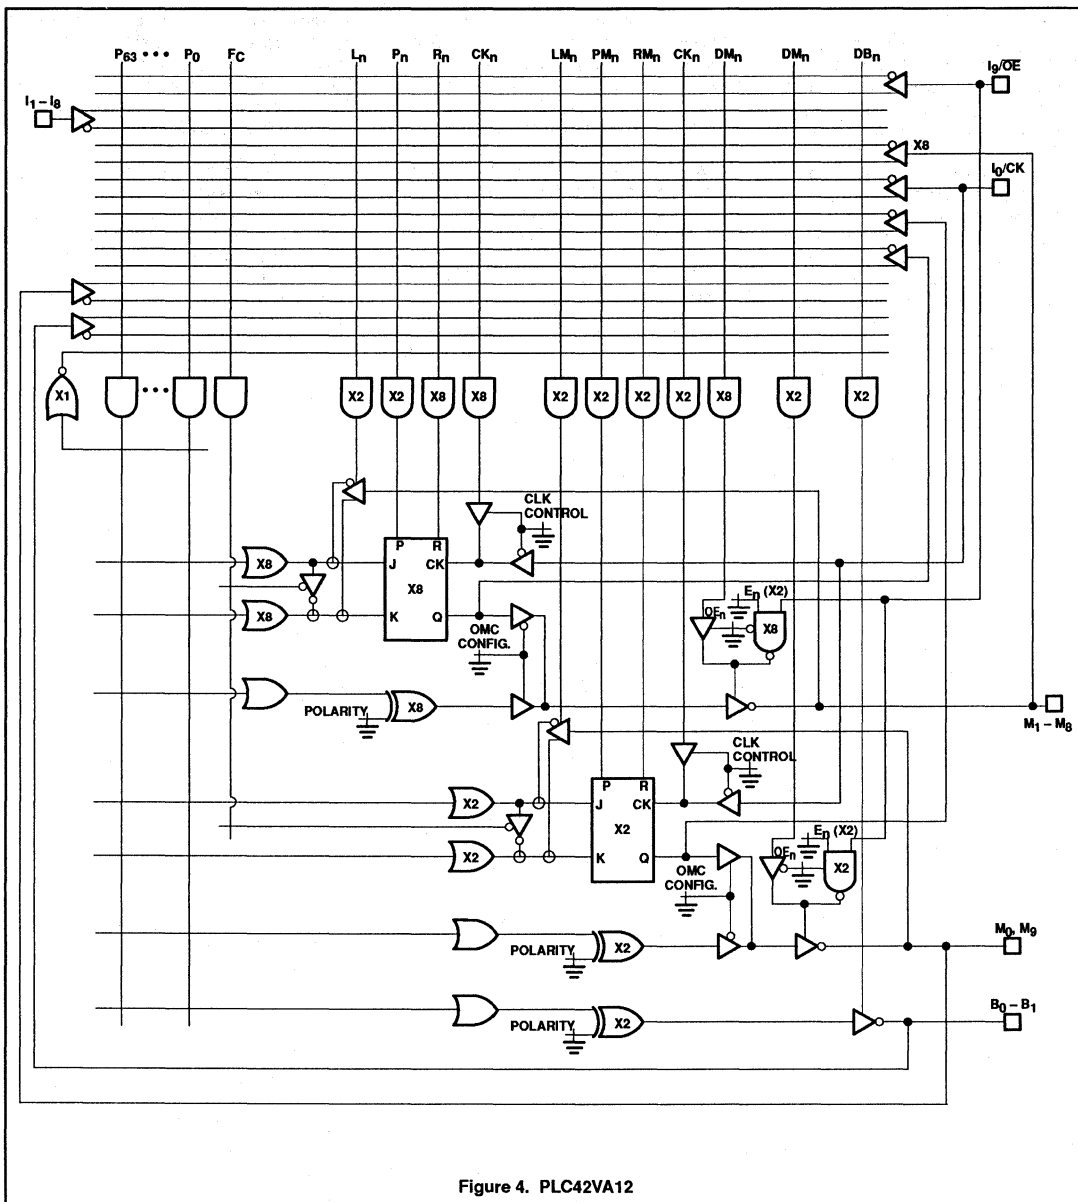 P63 ••• P0 FC Ln Pn Rn CKn LMn PMn RMn CKn DMn DMn DBn
I9/OE
I1 – I8
X8
I0/CK
X1 ••• X2 X2 X8 X8 X2 X2 X2 X2 X8 X2 X2
CLK
CONTROL
P R
X8 J CK
X8
En (X2)
OEn
X8
X8 K Q
OMC
CONFIG.
POLARITY X8
M1 – M8
CLK
CONTROL
P R
X2 J CK
X2
En (X2)
OEn
X2
X2 K Q
OMC
CONFIG.
M0, M9
POLARITY X2
B0 – B1
POLARITY X2
Figure 4. PLC42VA12